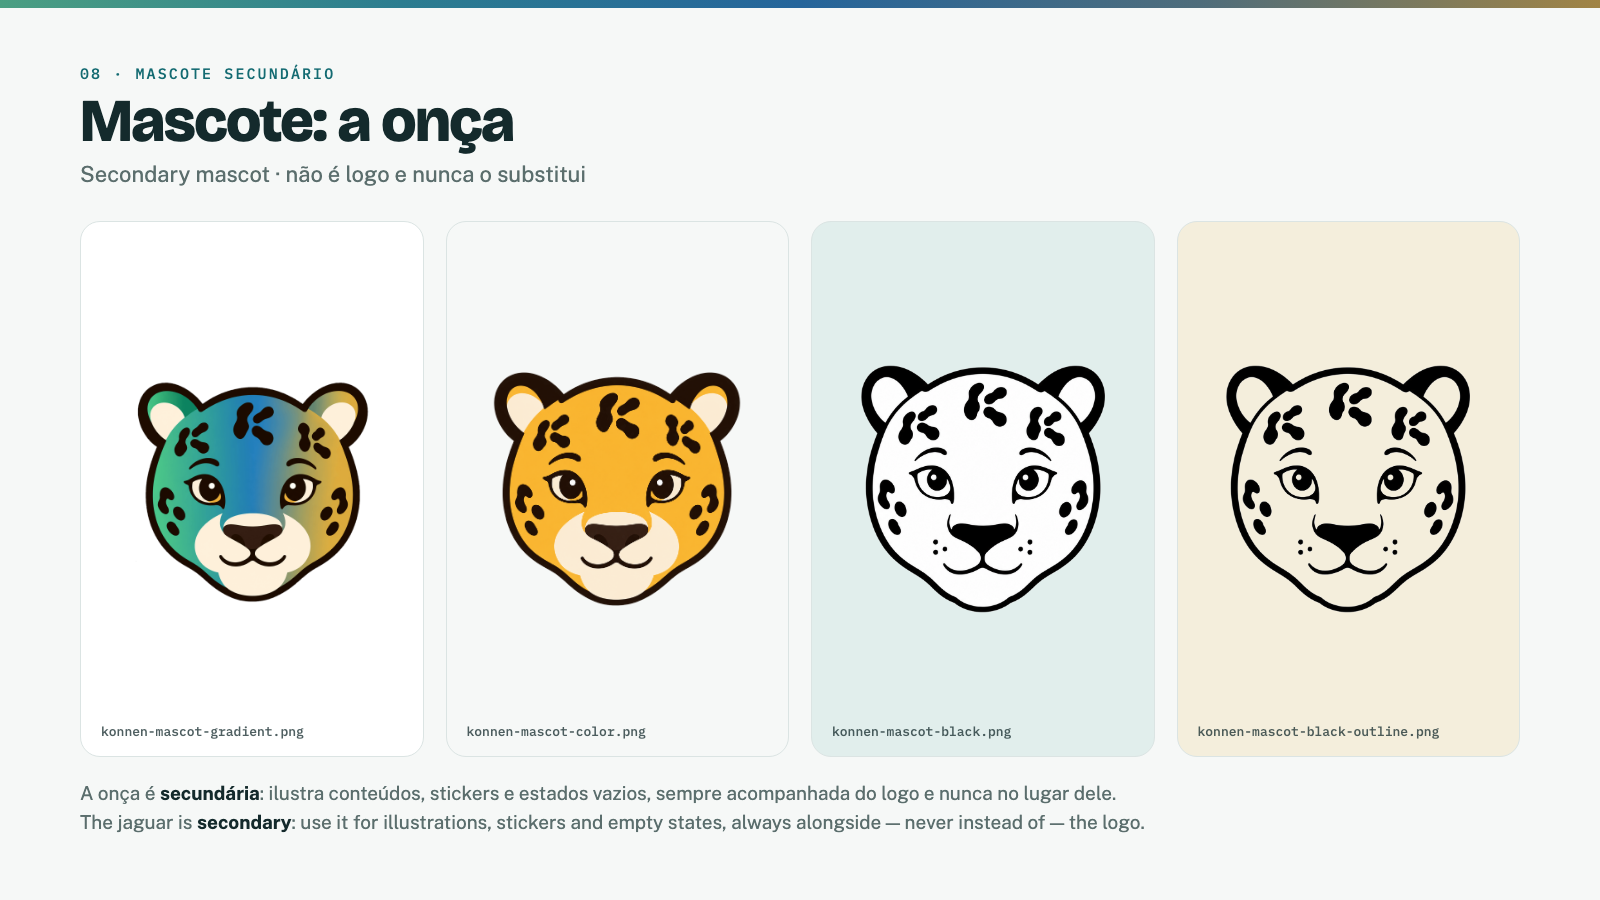 08 · MASCOTE SECUNDÁRIO
Mascote: a onça
Secondary mascot · não é logo e nunca o substitui
konnen-mascot-gradient.png
konnen-mascot-color.png
konnen-mascot-black.png
konnen-mascot-black-outline.png
A onça é secundária: ilustra conteúdos, stickers e estados vazios, sempre acompanhada do logo e nunca no lugar dele.
The jaguar is secondary: use it for illustrations, stickers and empty states, always alongside — never instead of — the logo.